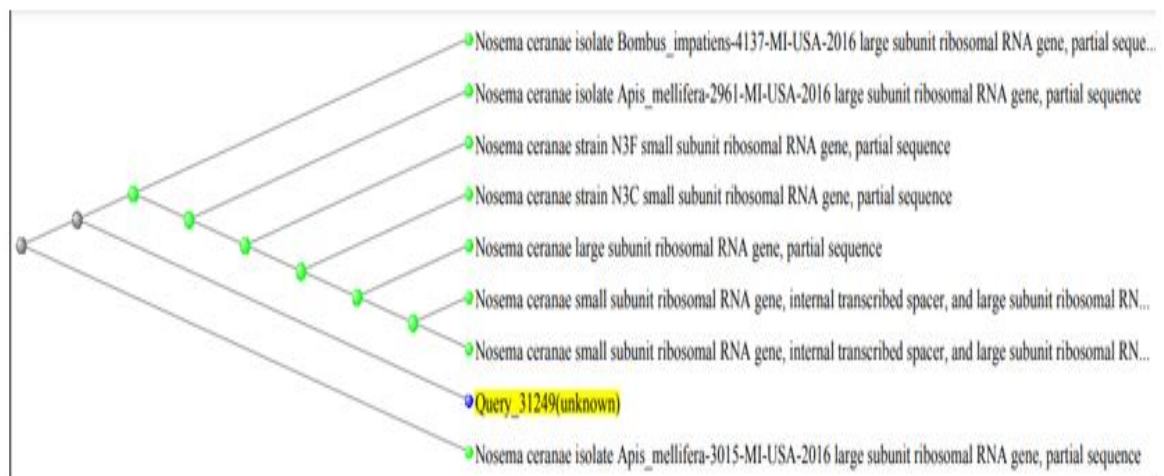 Nosema ceranae isolate Bombus_impatiens-4137-MI-USA-2016 large subunit ribosomal RNA gene, partial seque...
Nosema ceranae isolate Apis_mellifera-2961-MI-USA-2016 large subunit ribosomal RNA gene, partial sequence
Nosema ceranae strain N3F small subunit ribosomal RNA gene, partial sequence
Nosema ceranae strain N3C small subunit ribosomal RNA gene, partial sequence
Nosema ceranae large subunit ribosomal RNA gene, partial sequence
Nosema ceranae small subunit ribosomal RNA gene, internal transcribed spacer, and large subunit ribosomal RN...
Nosema ceranae small subunit ribosomal RNA gene, internal transcribed spacer, and large subunit ribosomal RN...
Query_31249(unknown)
Nosema ceranae isolate Apis_mellifera-3015-MI-USA-2016 large subunit ribosomal RNA gene, partial sequence